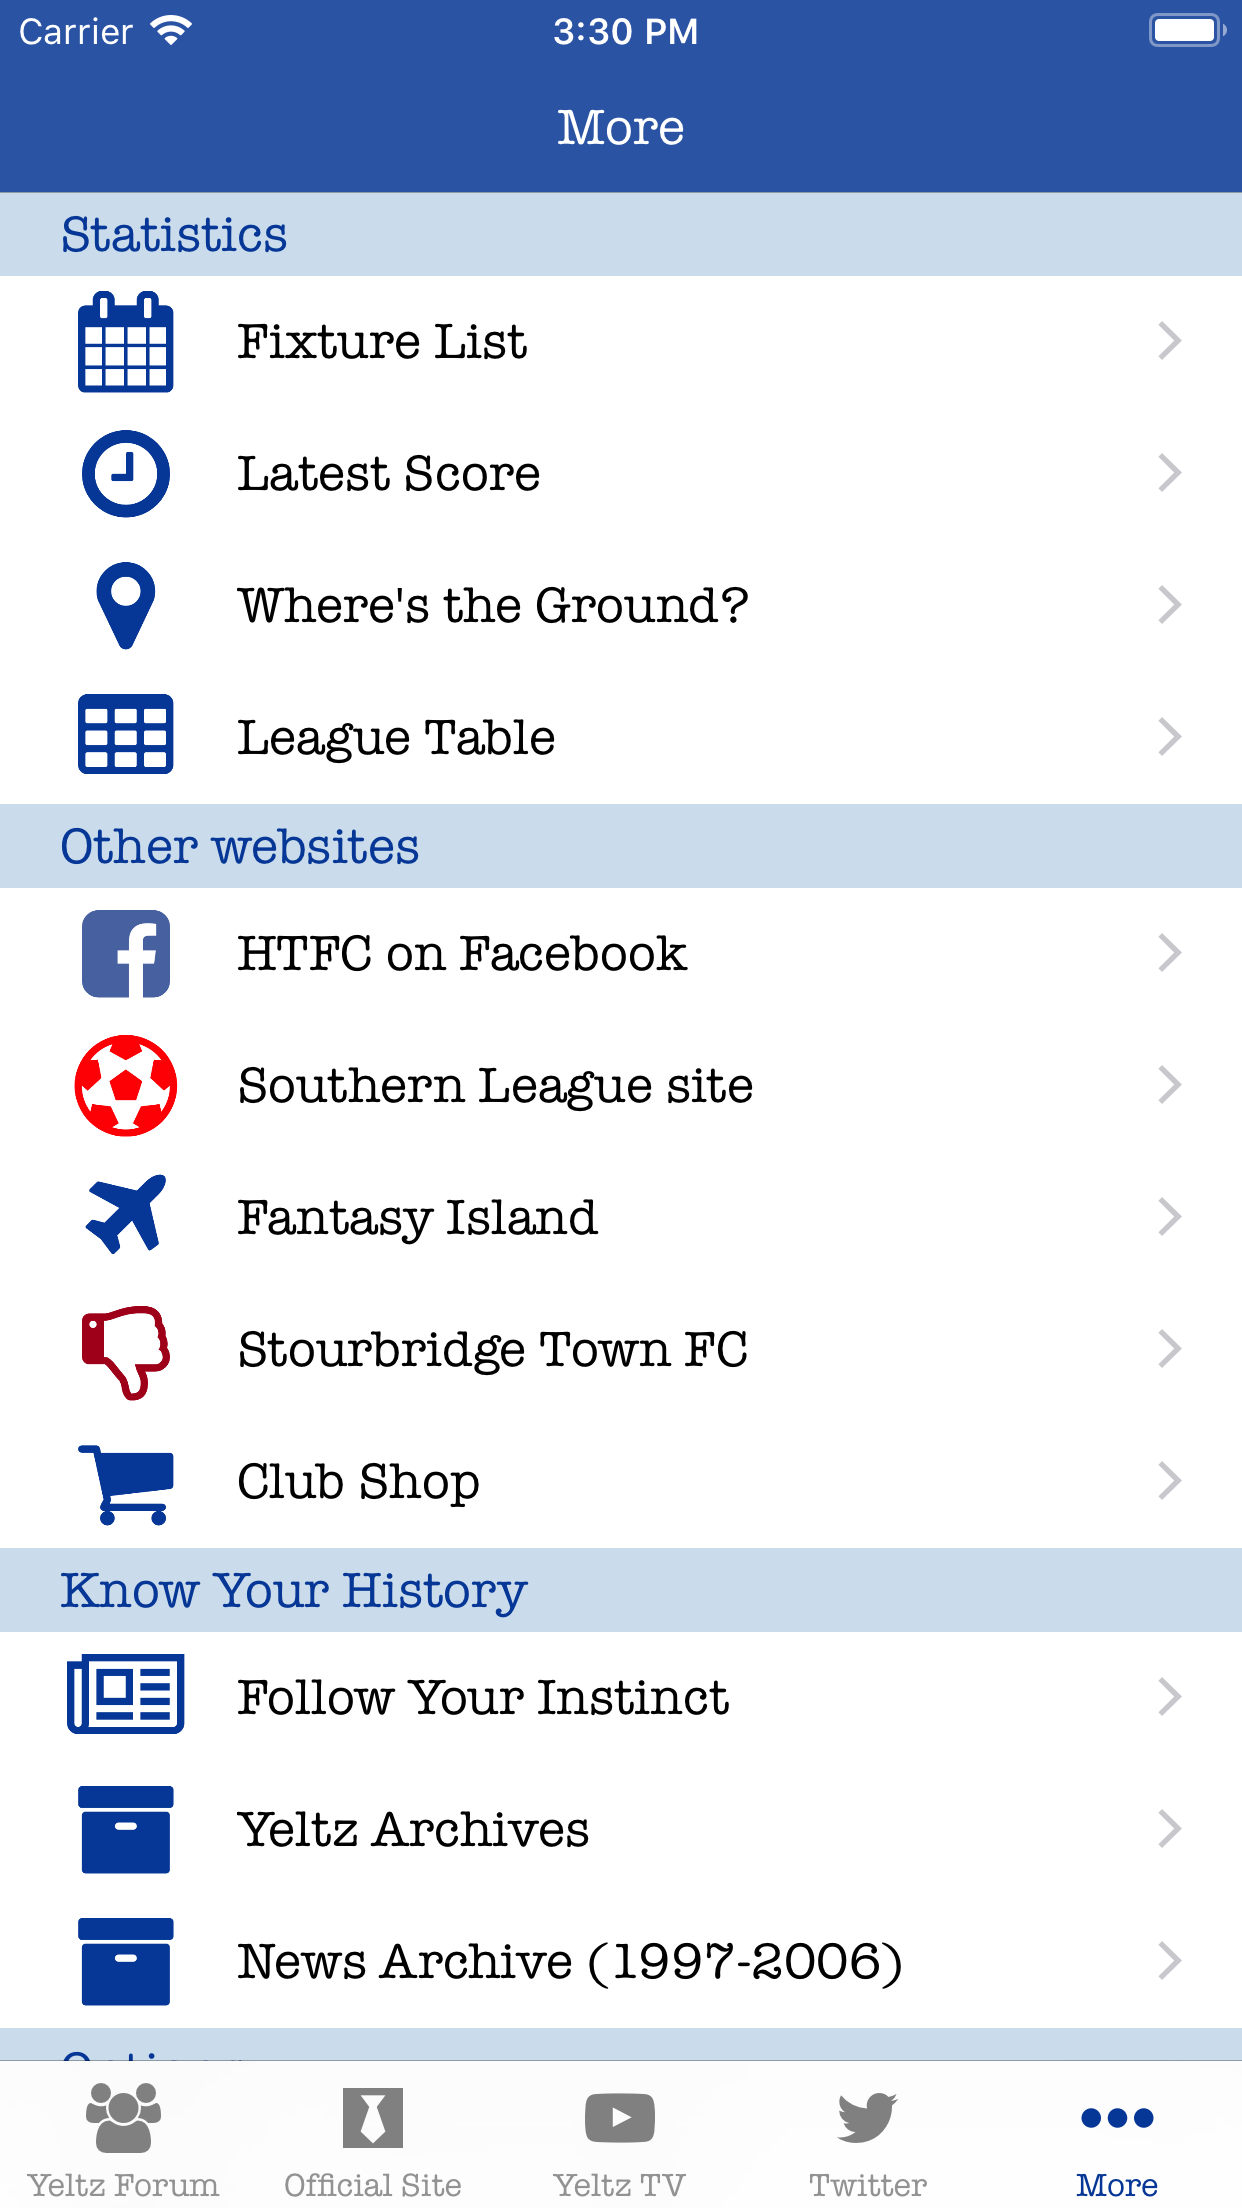 Carrier 3:30 PM
More
Statistics
Fixture List
Latest Score
Where's the Ground?
League Table
Other websites
HTFC on Facebook
Southern League site
Fantasy Island
Stourbridge Town FC
Club Shop
Know Your History
Follow Your Instinct
Yeltz Archives
News Archive (1997-2006)
Yeltz Forum Official Site Yeltz TV Twitter More